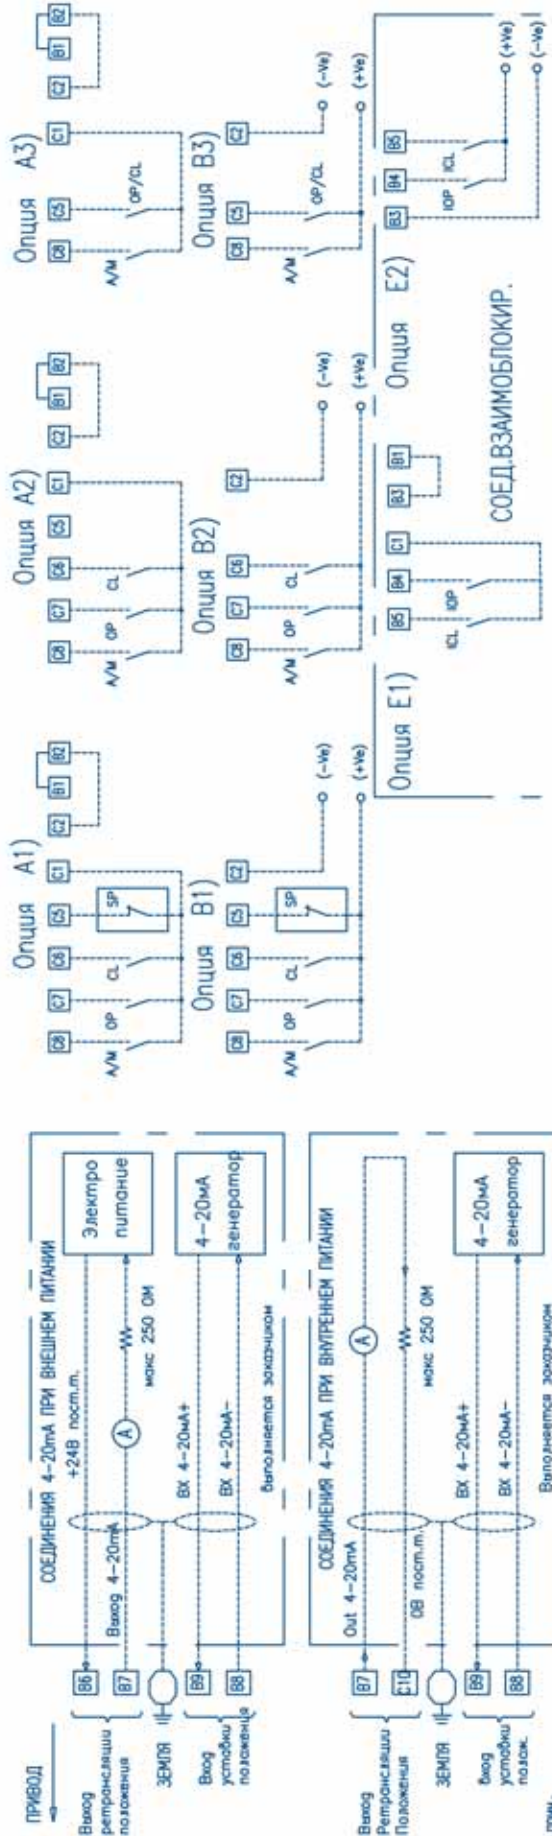 ПРИВОД
СОЕДИНЕНИЯ 4-20mA ПРИ ВНЕШНЕМ ПИТАНИИ
+24В пост.т.
B6
B7
Выход 4-20mA
A
макс 250 ОМ
Электро
питание
Выход
ретрансляции
положения
ЗЕМЛЯ
B9
B8
Вход
уставки
положения
ВХ 4-20мА+
ВХ 4-20мА-
4-20мА
генератор
Выполняется заказчиком
СОЕДИНЕНИЯ 4-20mA ПРИ ВНУТРЕННЕМ ПИТАНИИ
Out 4-20mA
B7
C10
0В пост.т.
A
макс 250 ОМ
Выход
Ретрансляции
Положения
ЗЕМЛЯ
B9
B8
вход
уставки
полож.
ВХ 4-20мА+
ВХ 4-20мА-
4-20мА
генератор
Выполняется заказчиком
прим.
Опция A1)
C8 C7 C6 C5 C1 C2 B1 B2
A/M OP CL SP
Опция B1)
C8 C7 C6 C5 C2
A/M OP CL SP
(-Ve)
(+Ve)
Опция A2)
C8 C7 C6 C5 C1 C2 B1 B2
A/M OP CL
Опция B2)
C8 C7 C6 C2
A/M OP CL
(-Ve)
(+Ve)
Опция A3)
C8 C5 C1 C2 B1 B2
A/M OP/CL
Опция B3)
C8 C5 C2
A/M OP/CL
(-Ve)
(+Ve)
Опция E1)
B5 B4 C1 B3 B1
ICL IOP
Опция E2)
B3 B4 B5
IOP ICL
(+Ve)
(-Ve)
СОЕД.ВЗАИМОБЛОКИР.